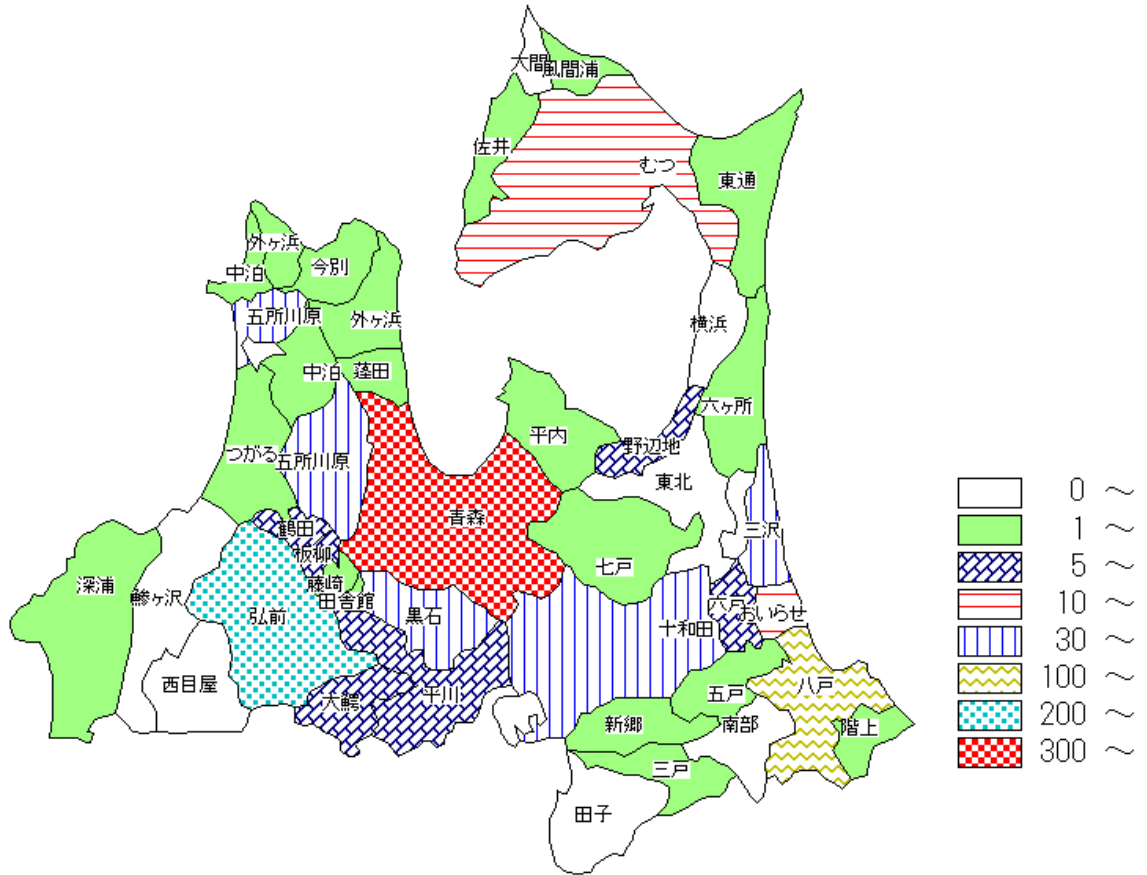 大間
風間浦
佐井
むつ
東通
外ヶ浜
中泊
今別
五所川原
外ヶ浜
横浜
中泊
蓬田
六ヶ所
平内
野辺地
つがる
五所川原
東北
青森
三沢
鶴田
板柳
七戸
深浦
鰺ヶ沢
藤崎
田舎館
弘前
黒石
六戸
おいらせ
十和田
西目屋
大鰐
平川
五戸
八戸
新郷
南部
階上
三戸
田子
0 ～
1 ～
5 ～
10 ～
30 ～
100 ～
200 ～
300 ～